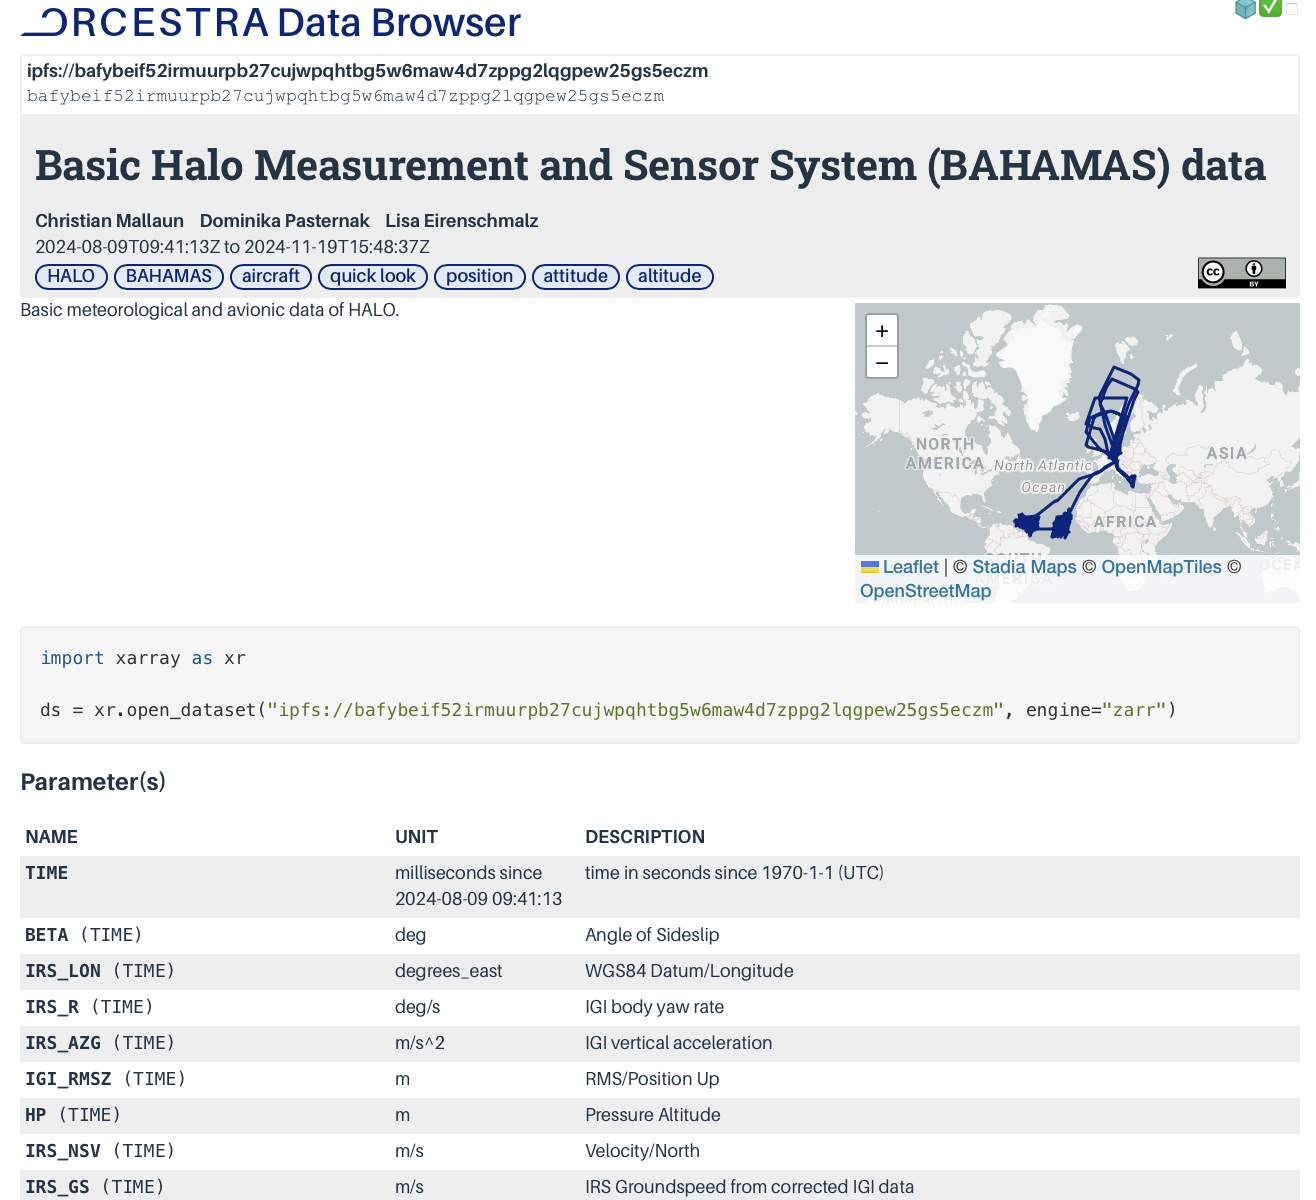 ORCESTRA Data Browser
ipfs://bafybeif52irmuurpb27cujwpqhtbg5w6maw4d7zppg2lqgpew25gs5eczm
bafybeif52irmuurpb27cujwpqhtbg5w6maw4d7zppg2lqgpew25gs5eczm
Basic Halo Measurement and Sensor System (BAHAMAS) data
Christian Mallaun Dominika Pasternak Lisa Eirenschmalz
2024-08-09T09:41:13Z to 2024-11-19T15:48:37Z
HALO BAHAMAS aircraft quick look position attitude altitude
cc BY
Basic meteorological and avionic data of HALO.
+
−
NORTH
AMERICA
ASIA
North Atlantic
Ocean
AFRICA
SOUTH
AMERICA
Leaflet | © Stadia Maps © OpenMapTiles ©
OpenStreetMap
import xarray as xr
ds = xr.open_dataset("ipfs://bafybeif52irmuurpb27cujwpqhtbg5w6maw4d7zppg2lqgpew25gs5eczm", engine="zarr")
Parameter(s)
NAME UNIT DESCRIPTION
TIME milliseconds since time in seconds since 1970-1-1 (UTC)
2024-08-09 09:41:13
BETA (TIME) deg Angle of Sideslip
IRS_LON (TIME) degrees_east WGS84 Datum/Longitude
IRS_R (TIME) deg/s IGI body yaw rate
IRS_AZG (TIME) m/s^2 IGI vertical acceleration
IGI_RMSZ (TIME) m RMS/Position Up
HP (TIME) m Pressure Altitude
IRS_NSV (TIME) m/s Velocity/North
IRS_GS (TIME) m/s IRS Groundspeed from corrected IGI data